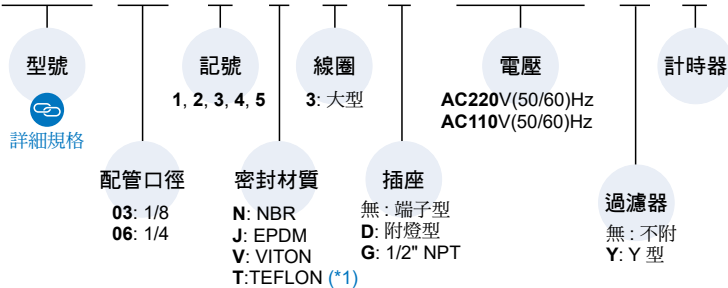 型號
記號
線圈
電壓
計時器
詳細規格
1, 2, 3, 4, 5
3: 大型
AC220V(50/60)Hz
AC110V(50/60)Hz
配管口徑
03: 1/8
06: 1/4
密封材質
N: NBR
J: EPDM
V: VITON
T:TEFLON (*1)
插座
無 : 端子型
D: 附燈型
G: 1/2" NPT
過濾器
無 : 不附
Y: Y 型